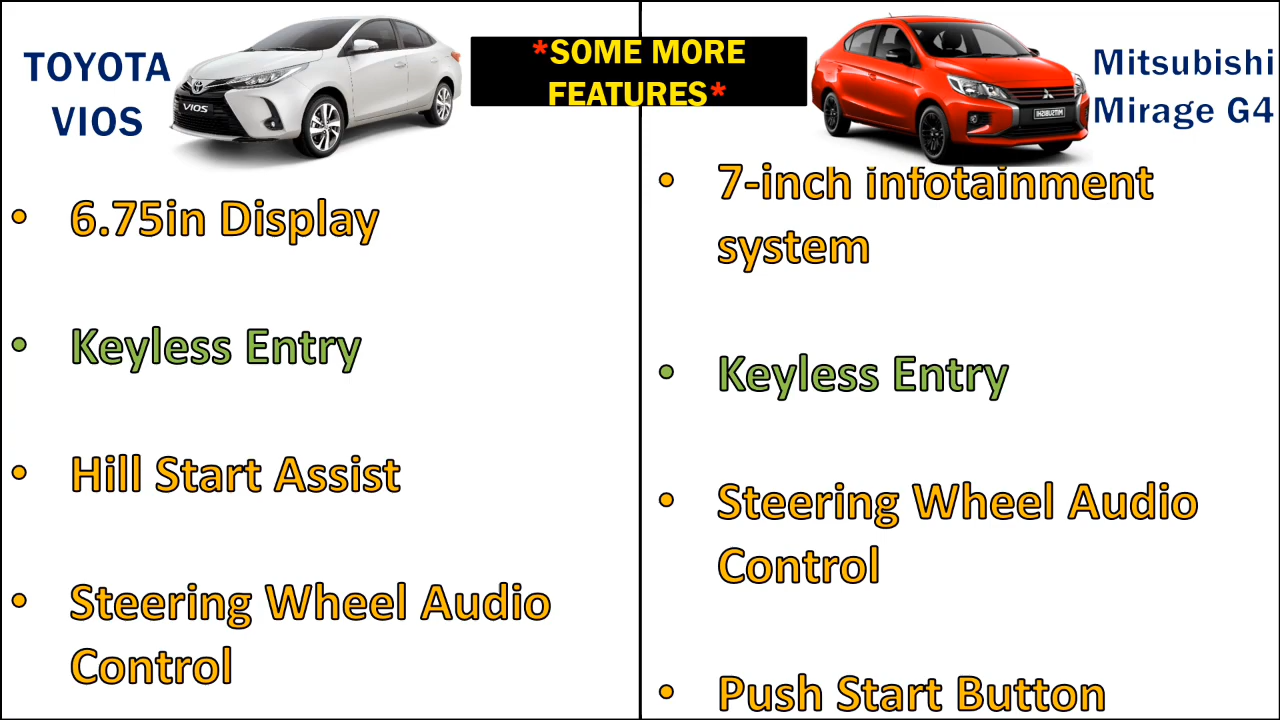 TOYOTA
VIOS
VIOS
*SOME MORE
FEATURES*
Mitsubishi
Mirage G4
• 6.75in Display
• Keyless Entry
• Hill Start Assist
• Steering Wheel Audio
Control
• 7-inch infotainment
system
• Keyless Entry
• Steering Wheel Audio
Control
• Push Start Button